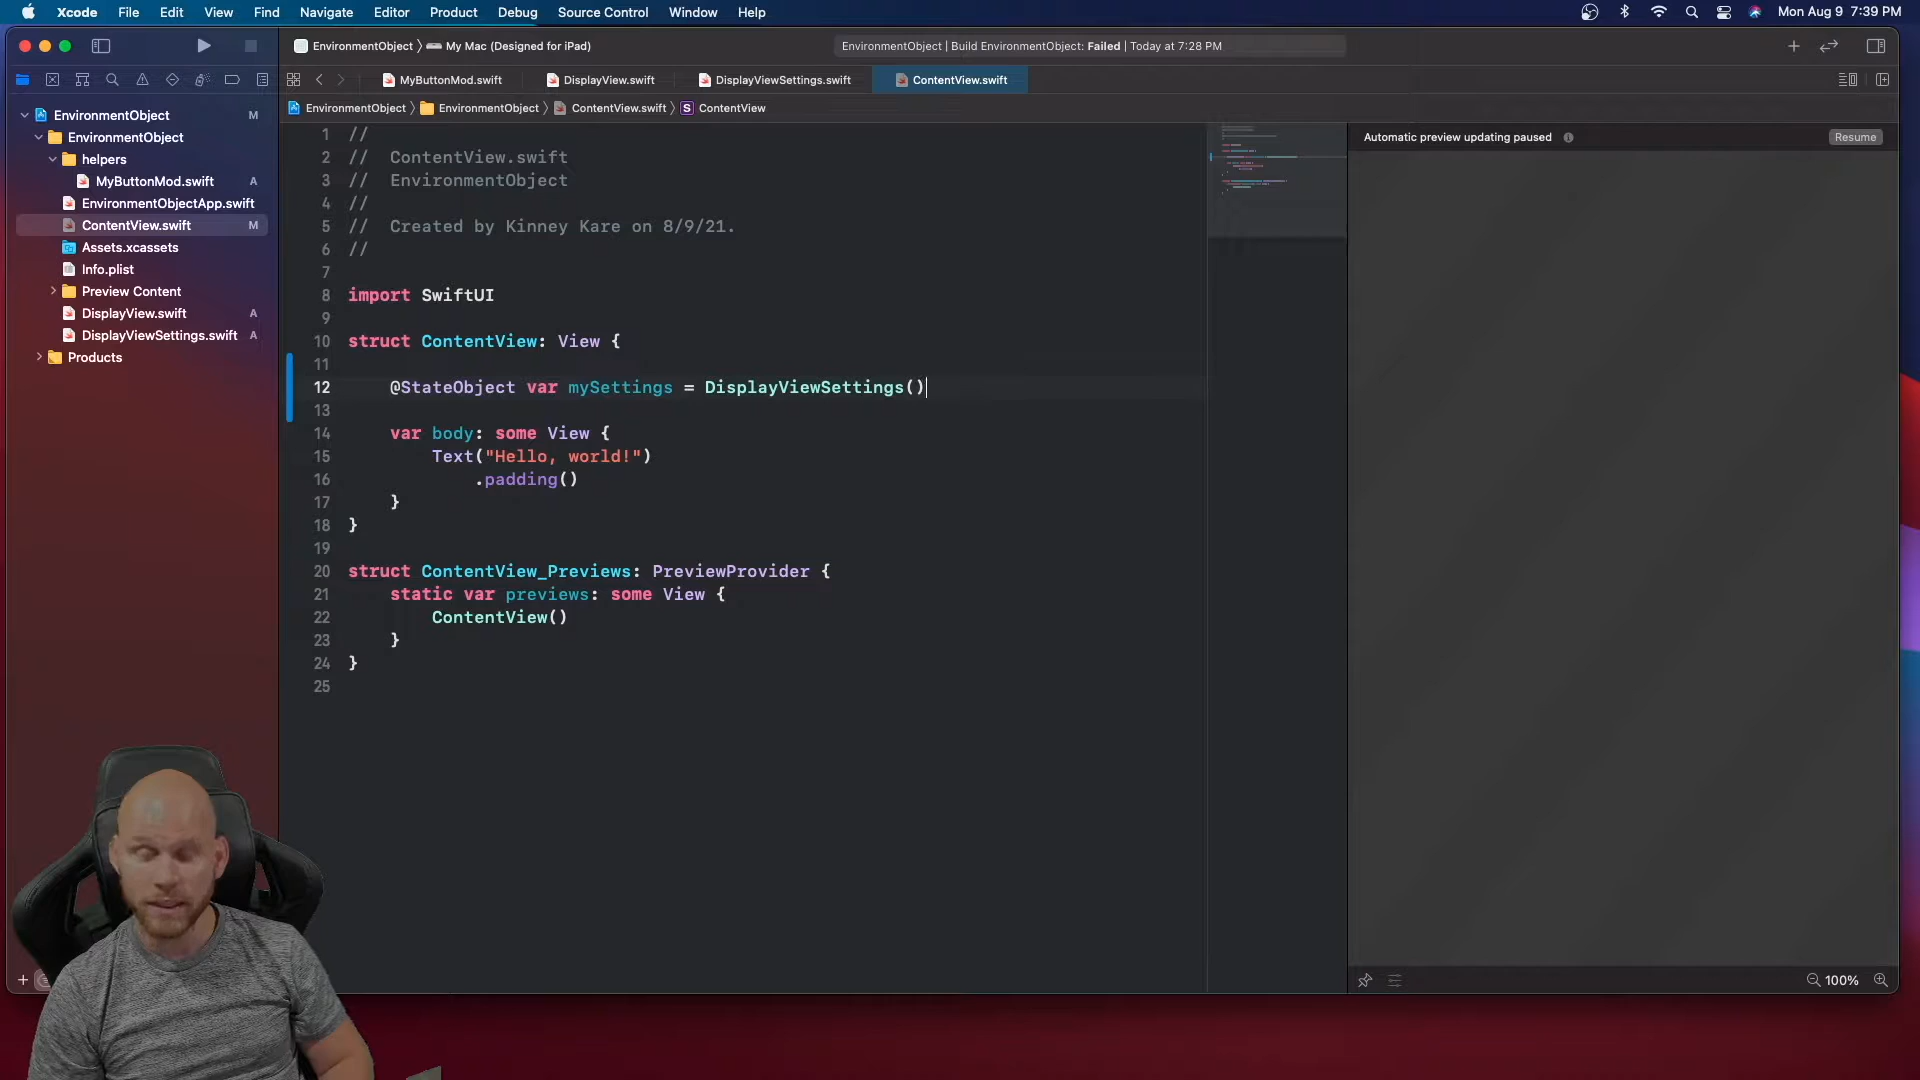 Xcode File Edit View Find Navigate Editor Product Debug Source Control Window Help Mon Aug 9 7:39 PM
EnvironmentObject 〉 My Mac (Designed for iPad) EnvironmentObject | Build EnvironmentObject: Failed | Today at 7:28 PM
MyButtonMod.swift DisplayView.swift DisplayViewSettings.swift ContentView.swift
EnvironmentObject 〉 EnvironmentObject 〉 ContentView.swift 〉 S ContentView
EnvironmentObject M
EnvironmentObject
helpers
MyButtonMod.swift A
EnvironmentObjectApp.swift
ContentView.swift M
Assets.xcassets
Info.plist
Preview Content
DisplayView.swift A
DisplayViewSettings.swift A
Products
1 //
2 // ContentView.swift
3 // EnvironmentObject
4 //
5 // Created by Kinney Kare on 8/9/21.
6 //
7
8 import SwiftUI
9
10 struct ContentView: View {
11
12 @StateObject var mySettings = DisplayViewSettings()
13
14 var body: some View {
15 Text("Hello, world!")
16 .padding()
17 }
18 }
19
20 struct ContentView_Previews: PreviewProvider {
21 static var previews: some View {
22 ContentView()
23 }
24 }
25
Automatic preview updating paused Resume
100%